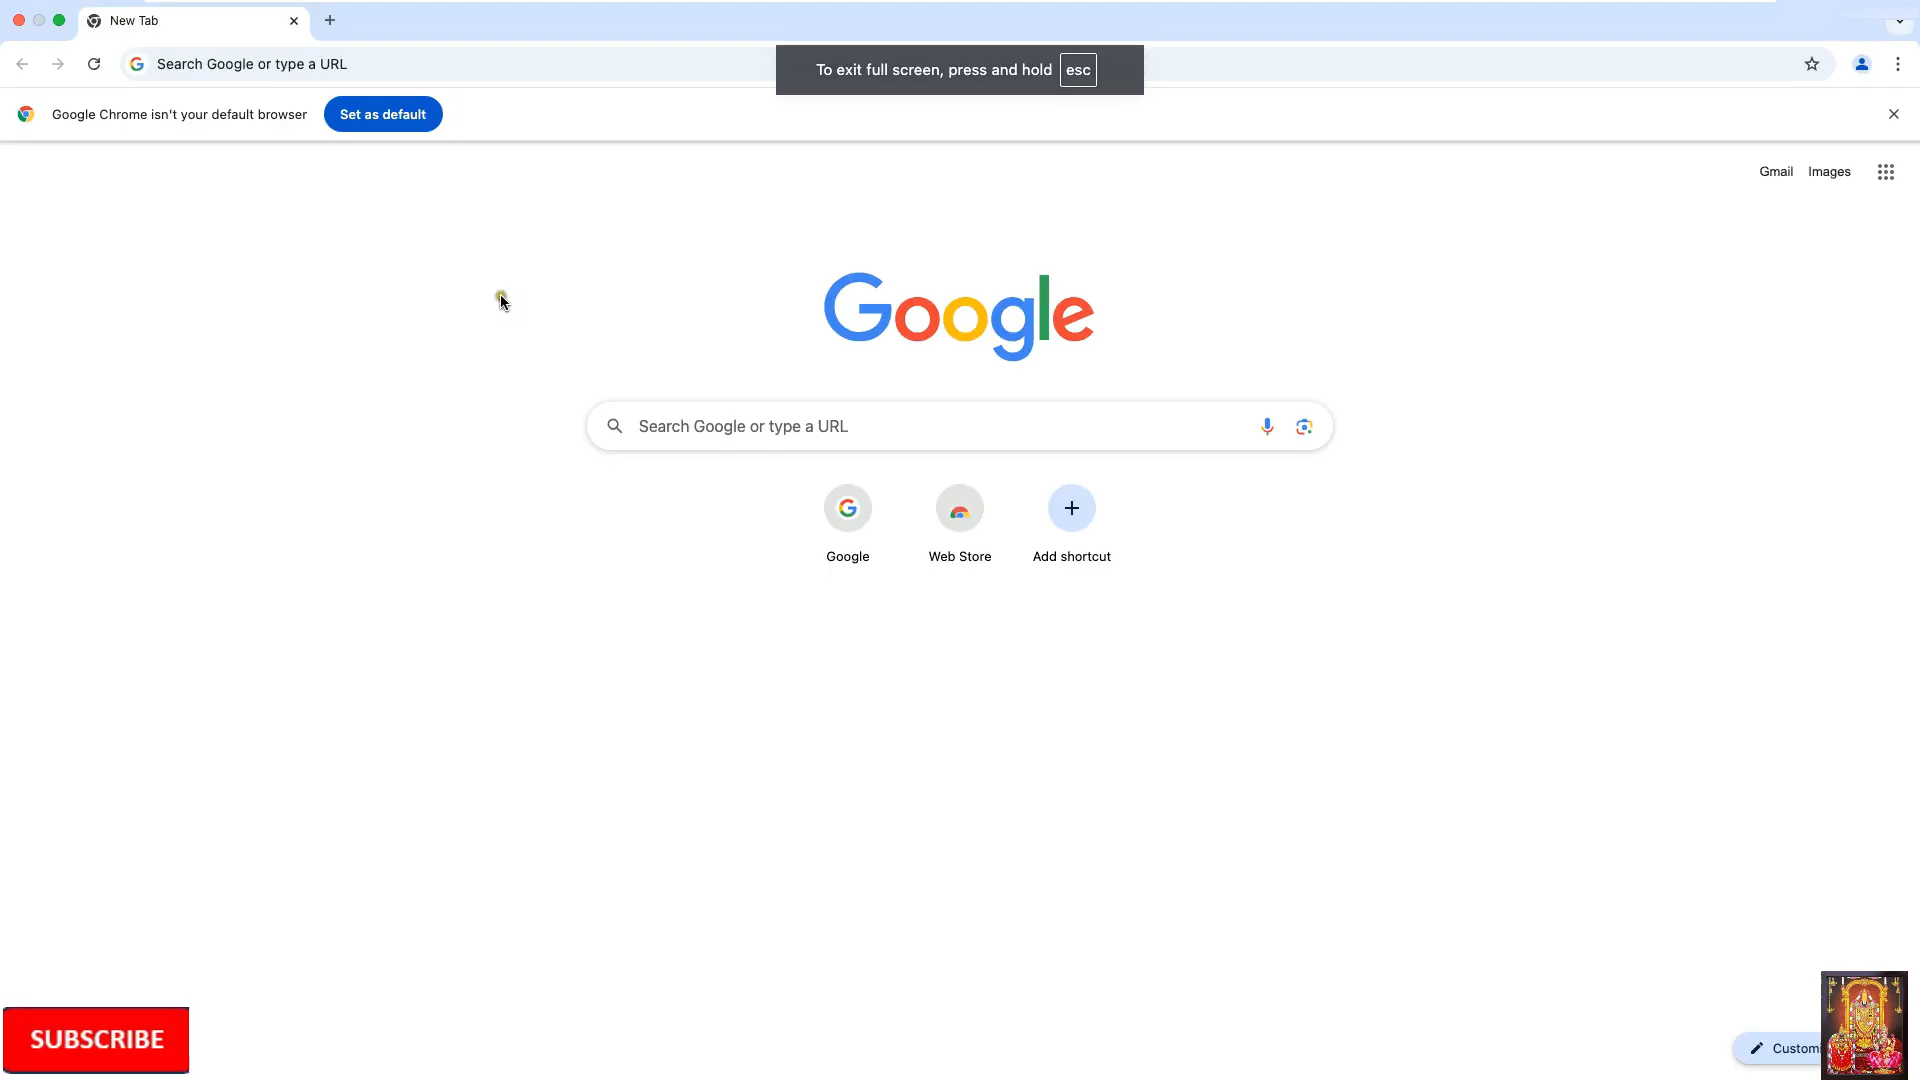 New Tab
Search Google or type a URL
To exit full screen, press and hold esc
Google Chrome isn't your default browser
Set as default
Gmail Images
Google
Search Google or type a URL
Google Web Store Add shortcut
SUBSCRIBE
Customi